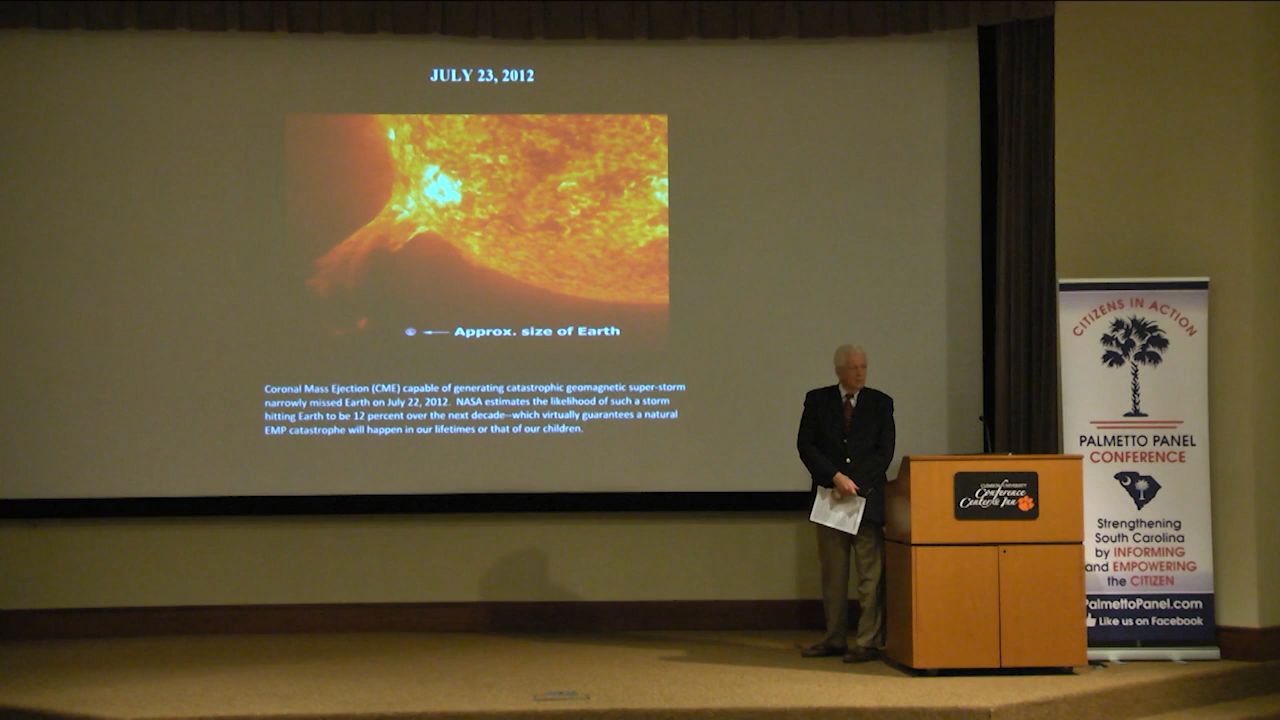 JULY 23, 2012
Approx. size of Earth
Coronal Mass Ejection (CME) capable of generating catastrophic geomagnetic super-storm
narrowly missed Earth on July 22, 2012. NASA estimates the likelihood of such a storm
hitting Earth to be 12 percent over the next decade--which virtually guarantees a natural
EMP catastrophe will happen in our lifetimes or that of our children.
CLEMSON UNIVERSITY
Conference
Center & Inn
CITIZENS IN ACTION
PALMETTO PANEL
CONFERENCE
Strengthening
South Carolina
by INFORMING
and EMPOWERING
the CITIZEN
PalmettoPanel.com
Like us on Facebook